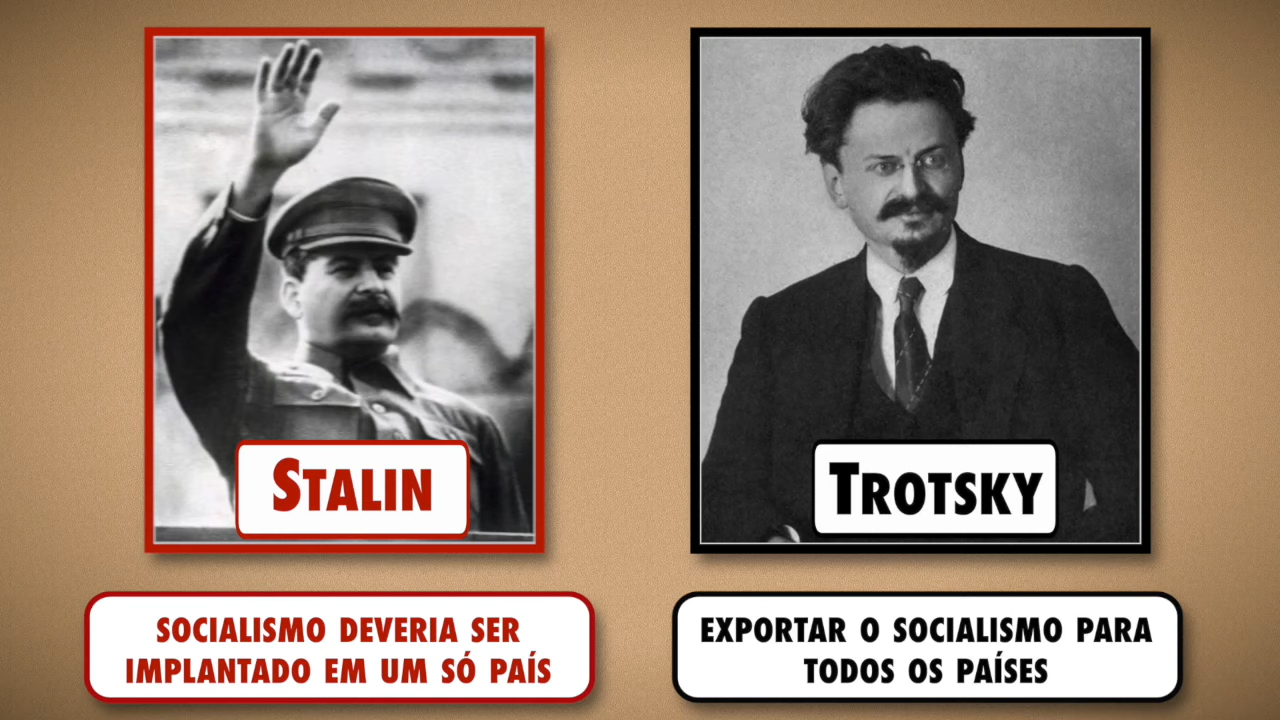 STALIN
TROTSKY
SOCIALISMO DEVERIA SER
IMPLANTADO EM UM SÓ PAÍS
EXPORTAR O SOCIALISMO PARA
TODOS OS PAÍSES